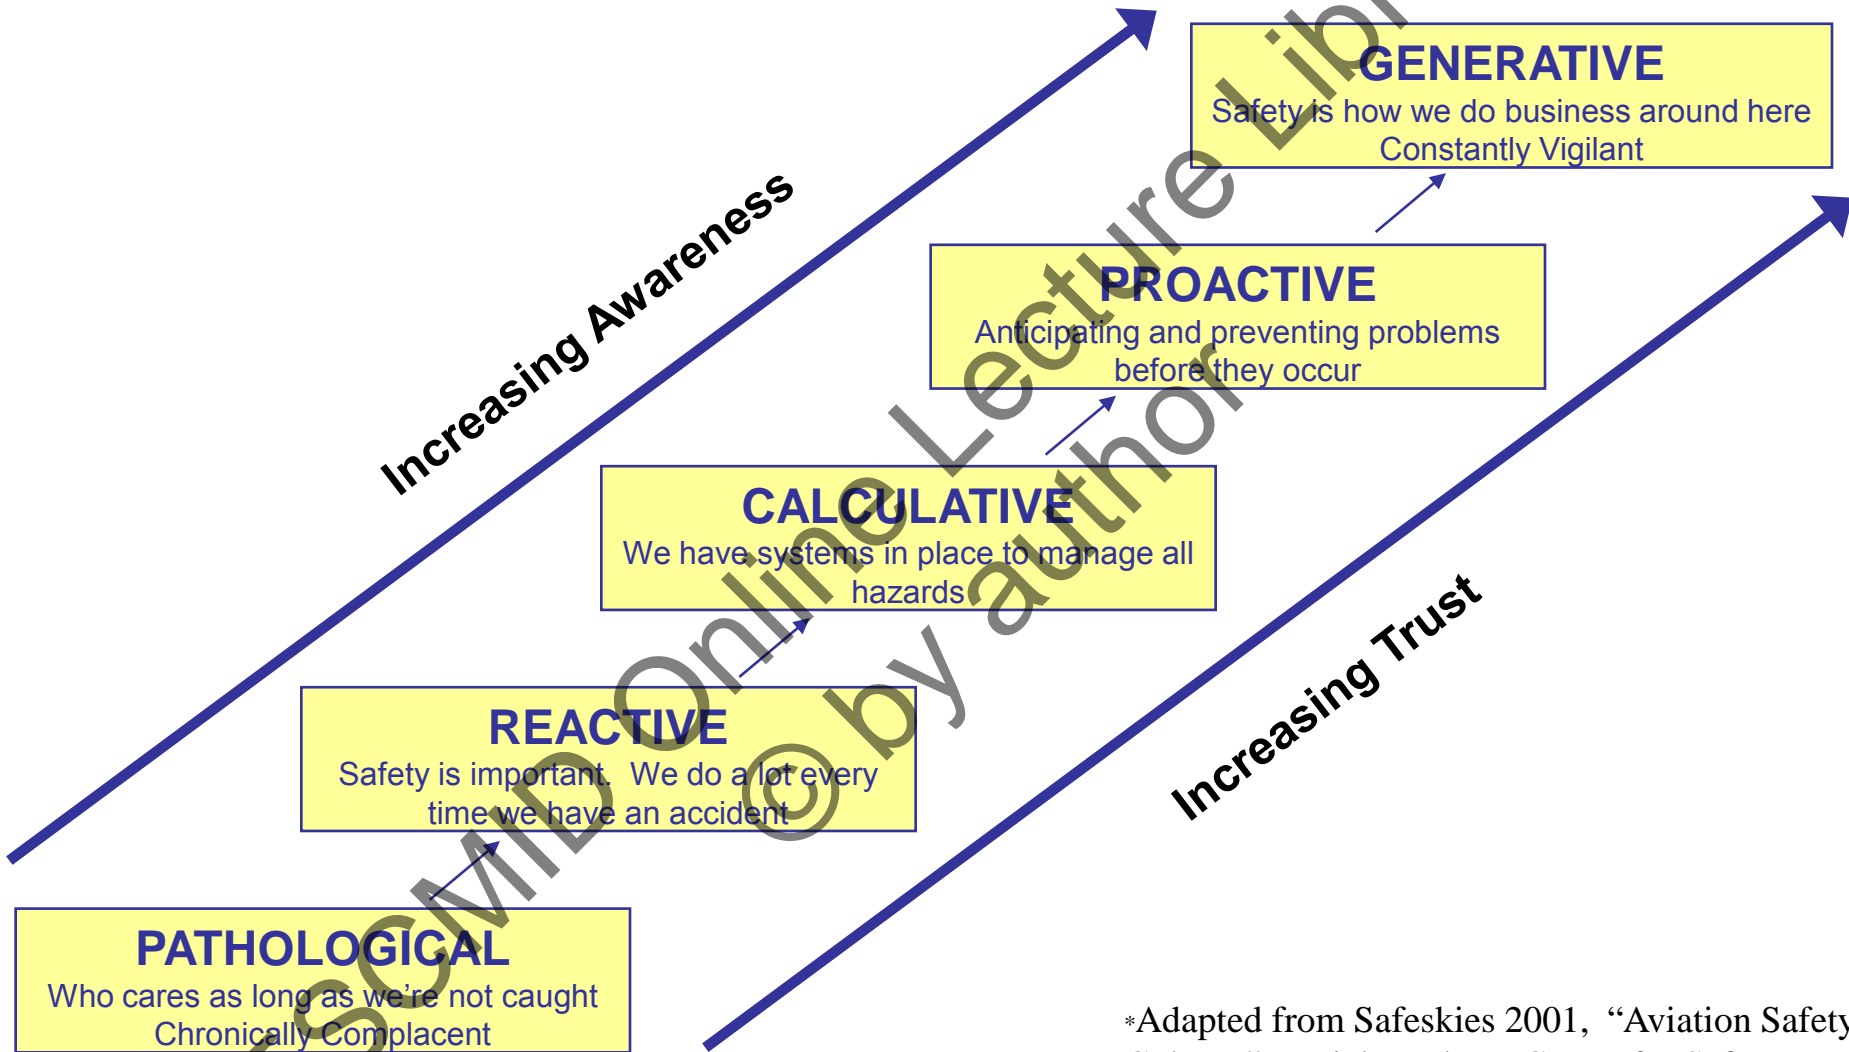 GENERATIVE
Safety is how we do business around here
Constantly Vigilant
Increasing Awareness
PROACTIVE
Anticipating and preventing problems
before they occur
CALCULATIVE
We have systems in place to manage all
hazards
Increasing Trust
REACTIVE
Safety is important.  We do a lot every
time we have an accident
PATHOLOGICAL
Who cares as long as we're not caught
Chronically Complacent
*Adapted from Safeskies 2001, “Aviation Safety
Online Lecture
© by author